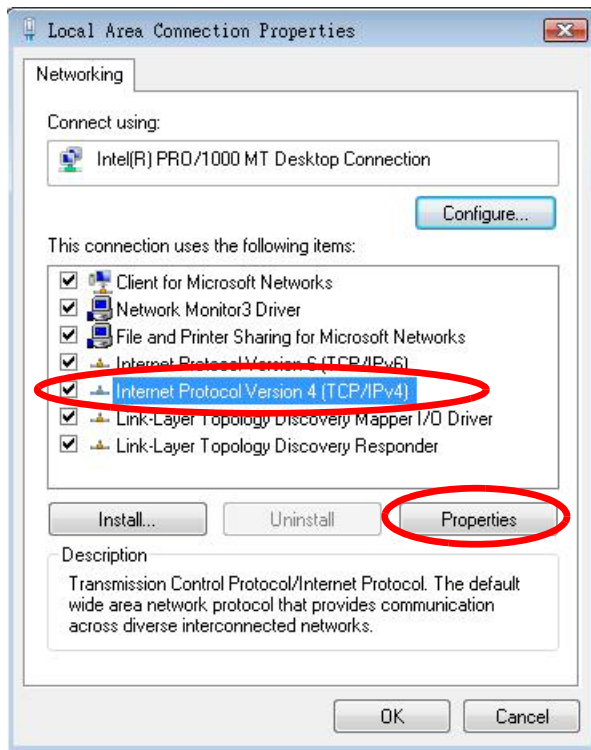 Local Area Connection Properties
Networking
Connect using:
Intel(R) PRO/1000 MT Desktop Connection
Configure...
This connection uses the following items:
Client for Microsoft Networks
Network Monitor3 Driver
File and Printer Sharing for Microsoft Networks
Internet Protocol Version 6 (TCP/IPv6)
Internet Protocol Version 4 (TCP/IPv4)
Link-Layer Topology Discovery Mapper I/O Driver
Link-Layer Topology Discovery Responder
Install...
Uninstall
Properties
Description
Transmission Control Protocol/Internet Protocol. The default
wide area network protocol that provides communication
across diverse interconnected networks.
OK
Cancel